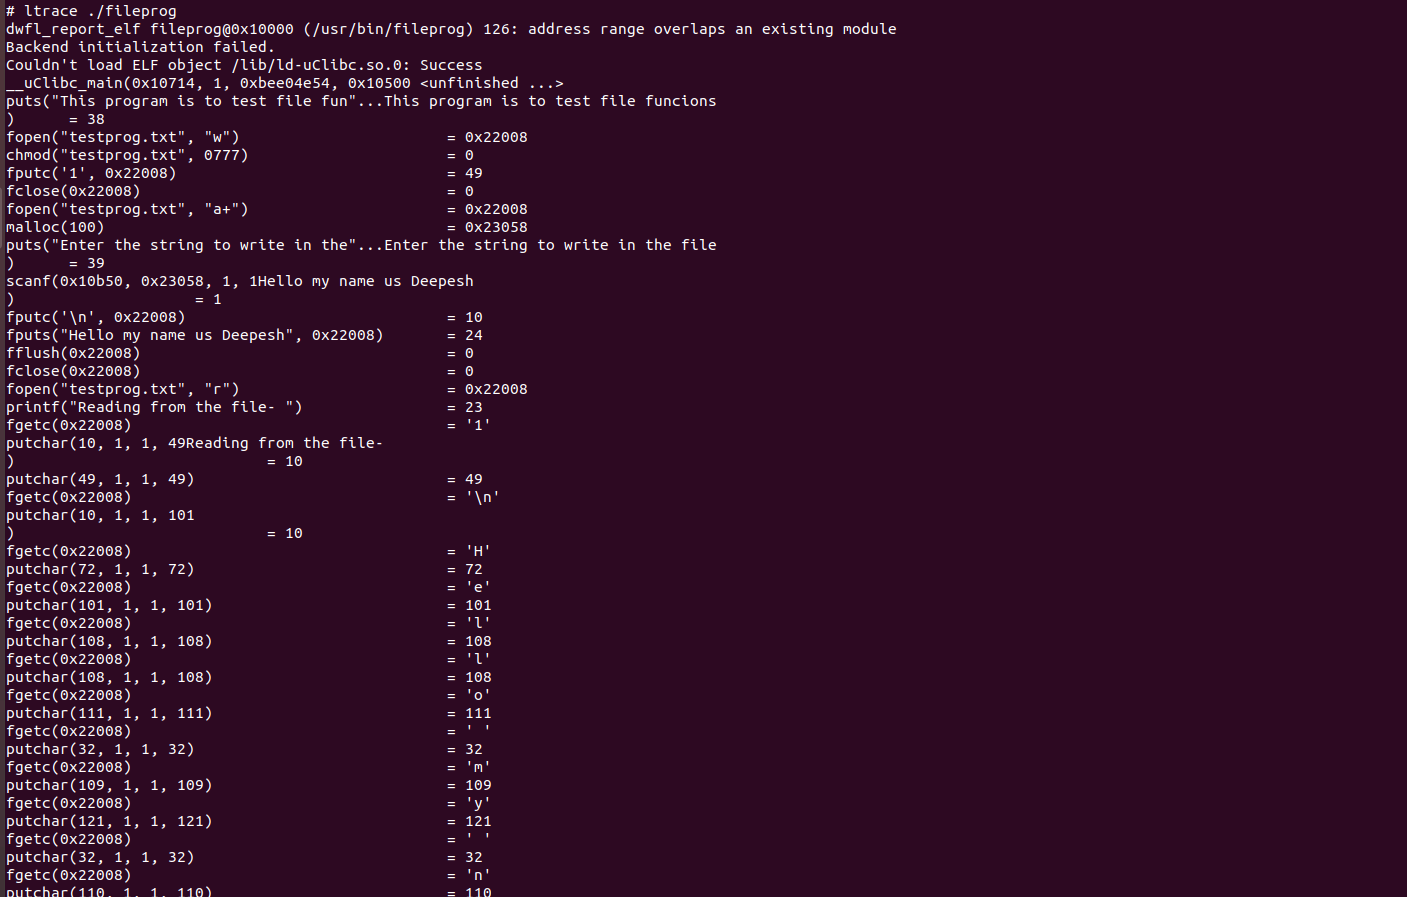 # ltrace ./fileprog
dwfl_report_elf fileprog@0x10000 (/usr/bin/fileprog) 126: address range overlaps an existing module
Backend initialization failed.
Couldn't load ELF object /lib/ld-uClibc.so.0: Success
__uClibc_main(0x10714, 1, 0xbee04e54, 0x10500 <unfinished ...>
puts("This program is to test file fun"...This program is to test file funcions
)      = 38
fopen("testprog.txt", "w")                       = 0x22008
chmod("testprog.txt", 0777)                      = 0
fputc('1', 0x22008)                              = 49
fclose(0x22008)                                  = 0
fopen("testprog.txt", "a+")                      = 0x22008
malloc(100)                                      = 0x23058
puts("Enter the string to write in the"...Enter the string to write in the file
)      = 39
scanf(0x10b50, 0x23058, 1, 1Hello my name us Deepesh
)                    = 1
fputc('\n', 0x22008)                             = 10
fputs("Hello my name us Deepesh", 0x22008)       = 24
fflush(0x22008)                                  = 0
fclose(0x22008)                                  = 0
fopen("testprog.txt", "r")                       = 0x22008
printf("Reading from the file- ")                = 23
fgetc(0x22008)                                   = '1'
putchar(10, 1, 1, 49Reading from the file-
)                            = 10
putchar(49, 1, 1, 49)                            = 49
fgetc(0x22008)                                   = '\n'
putchar(10, 1, 1, 101
)                            = 10
fgetc(0x22008)                                   = 'H'
putchar(72, 1, 1, 72)                            = 72
fgetc(0x22008)                                   = 'e'
putchar(101, 1, 1, 101)                          = 101
fgetc(0x22008)                                   = 'l'
putchar(108, 1, 1, 108)                          = 108
fgetc(0x22008)                                   = 'l'
putchar(108, 1, 1, 108)                          = 108
fgetc(0x22008)                                   = 'o'
putchar(111, 1, 1, 111)                          = 111
fgetc(0x22008)                                   = ' '
putchar(32, 1, 1, 32)                            = 32
fgetc(0x22008)                                   = 'm'
putchar(109, 1, 1, 109)                          = 109
fgetc(0x22008)                                   = 'y'
putchar(121, 1, 1, 121)                          = 121
fgetc(0x22008)                                   = ' '
putchar(32, 1, 1, 32)                            = 32
fgetc(0x22008)                                   = 'n'
putchar(110, 1, 1, 110)                          = 110